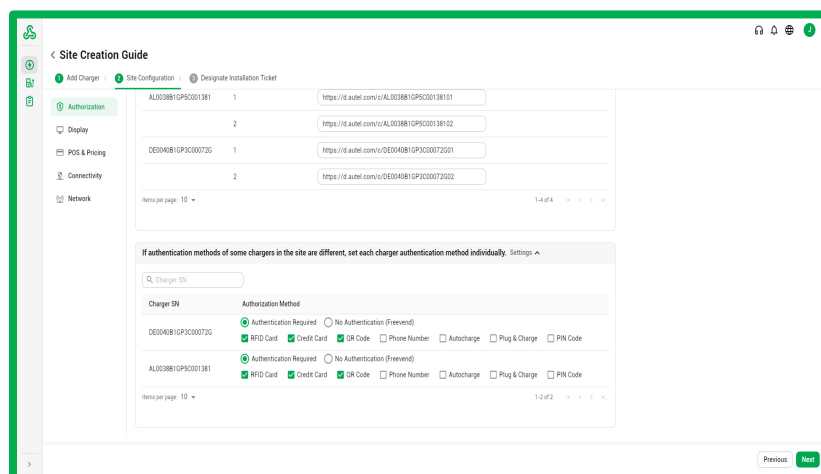 J
Site Creation Guide
1 Add Charger 2 Site Configuration 3 Designate Installation Ticket
Authorization
Display
POS & Pricing
Connectivity
Network
AL0038B1GP5C001381 1 https://d.autel.com/c/AL0038B1GP5C00138101
2 https://d.autel.com/c/AL0038B1GP5C00138102
DE0040B1GP3C00072G 1 https://d.autel.com/c/DE0040B1GP3C00072G01
2 https://d.autel.com/c/DE0040B1GP3C00072G02
Items per page: 10 1-4 of 4
If authentication methods of some chargers in the site are different, set each charger authentication method individually. Settings
Charger SN
Charger SN Authorization Method
DE0040B1GP3C00072G
Authentication Required No Authentication (Freevend)
RFID Card Credit Card QR Code Phone Number Autocharge Plug & Charge PIN Code
AL0038B1GP5C001381
Authentication Required No Authentication (Freevend)
RFID Card Credit Card QR Code Phone Number Autocharge Plug & Charge PIN Code
Items per page: 10 1-2 of 2
Previous Next